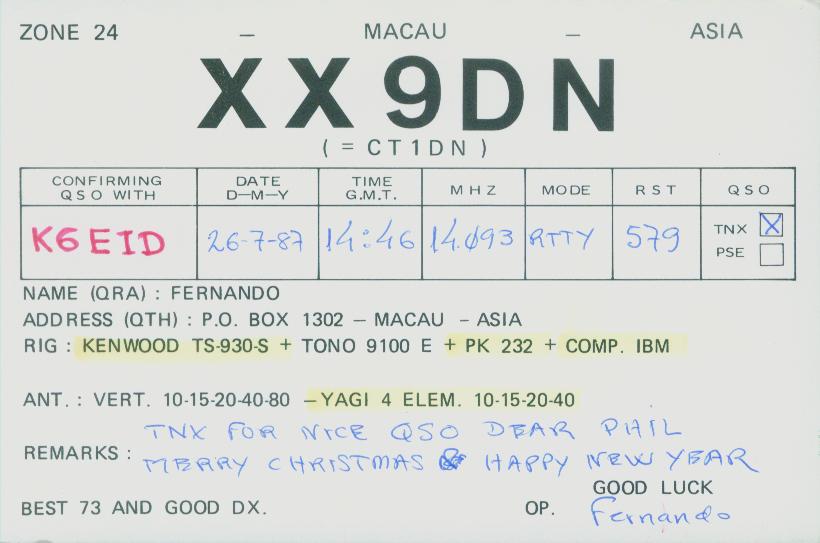 ZONE 24 – MACAU – ASIA
XX9DN
( = CT1DN )
CONFIRMING QSO WITH DATE D—M—Y TIME G.M.T. MHZ MODE RST QSO
K6EID 26-7-87 14:46 14.093 RTTY 579 TNX X
PSE
NAME (QRA) : FERNANDO
ADDRESS (QTH) : P.O. BOX 1302 – MACAU – ASIA
RIG : KENWOOD TS-930-S + TONO 9100 E + PK 232 + COMP. IBM
ANT. : VERT. 10-15-20-40-80 – YAGI 4 ELEM. 10-15-20-40
REMARKS : TNX FOR NICE QSO DEAR PHIL
MERRY CHRISTMAS & HAPPY NEW YEAR
GOOD LUCK
BEST 73 AND GOOD DX. OP. Fernando